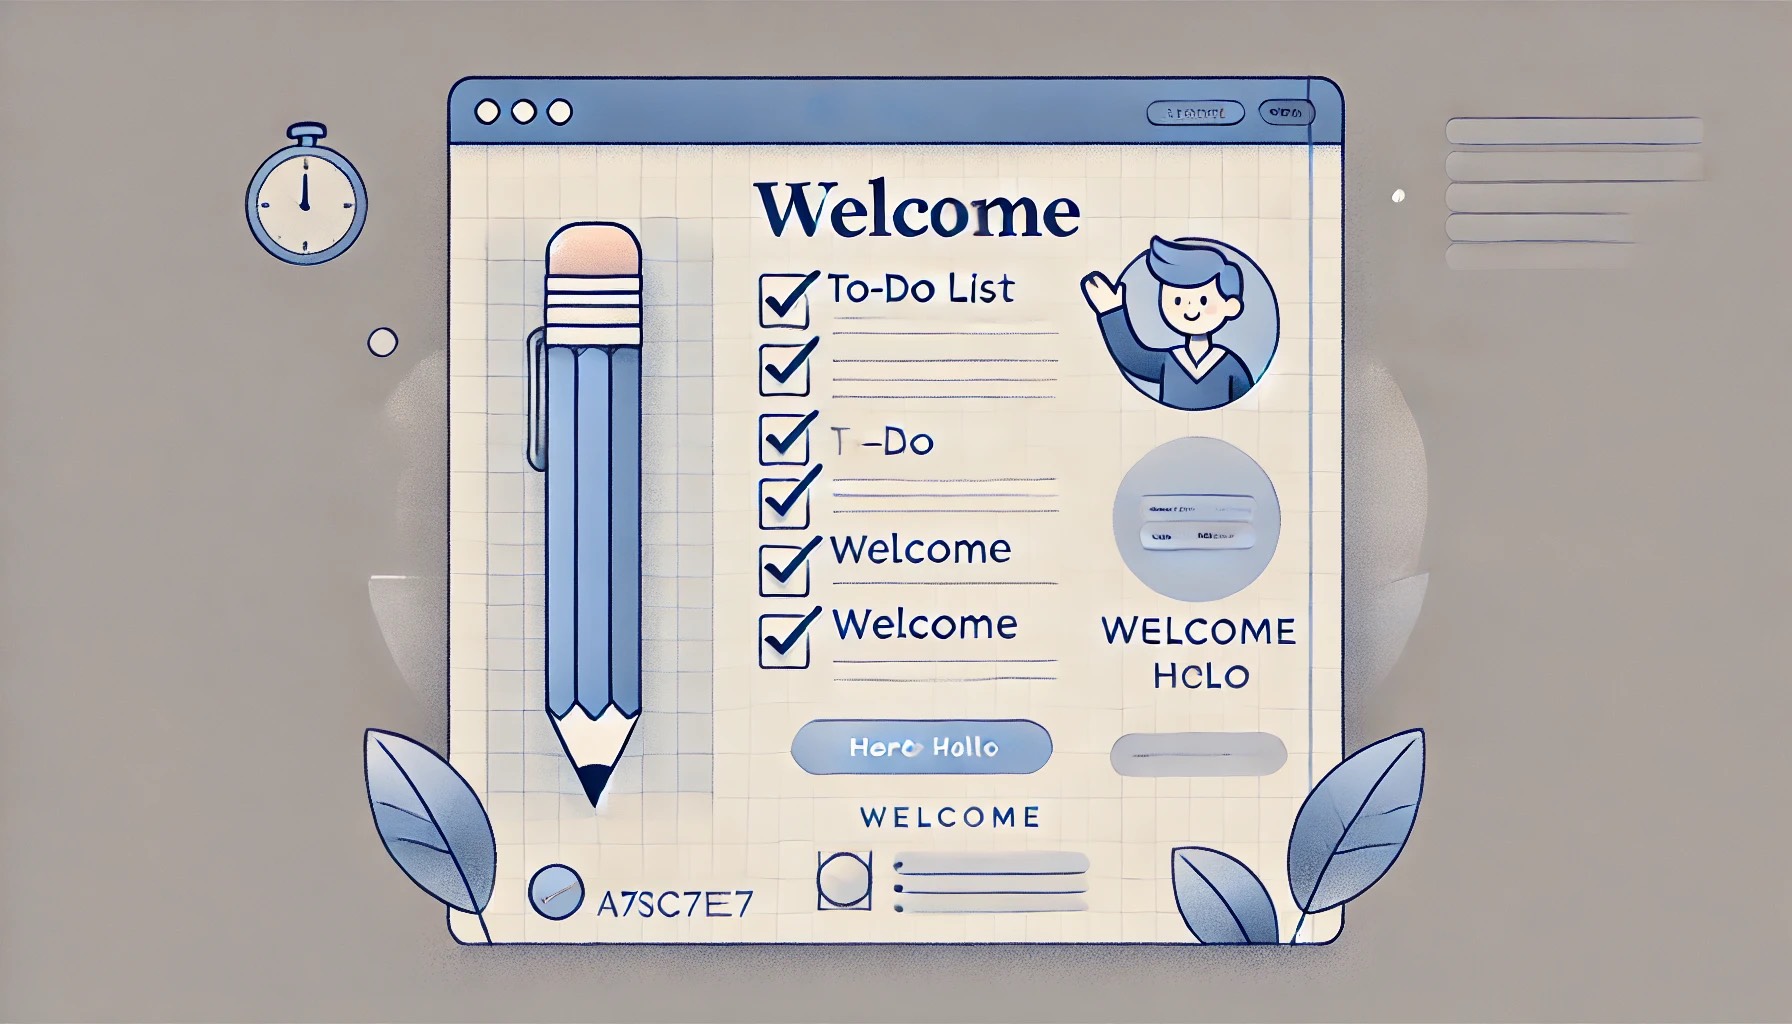 Welcome
To-Do List
T -Do
Welcome
Welcome
WELCOME
HCLO
Hero Hollo
WELCOME
A7SC7E7